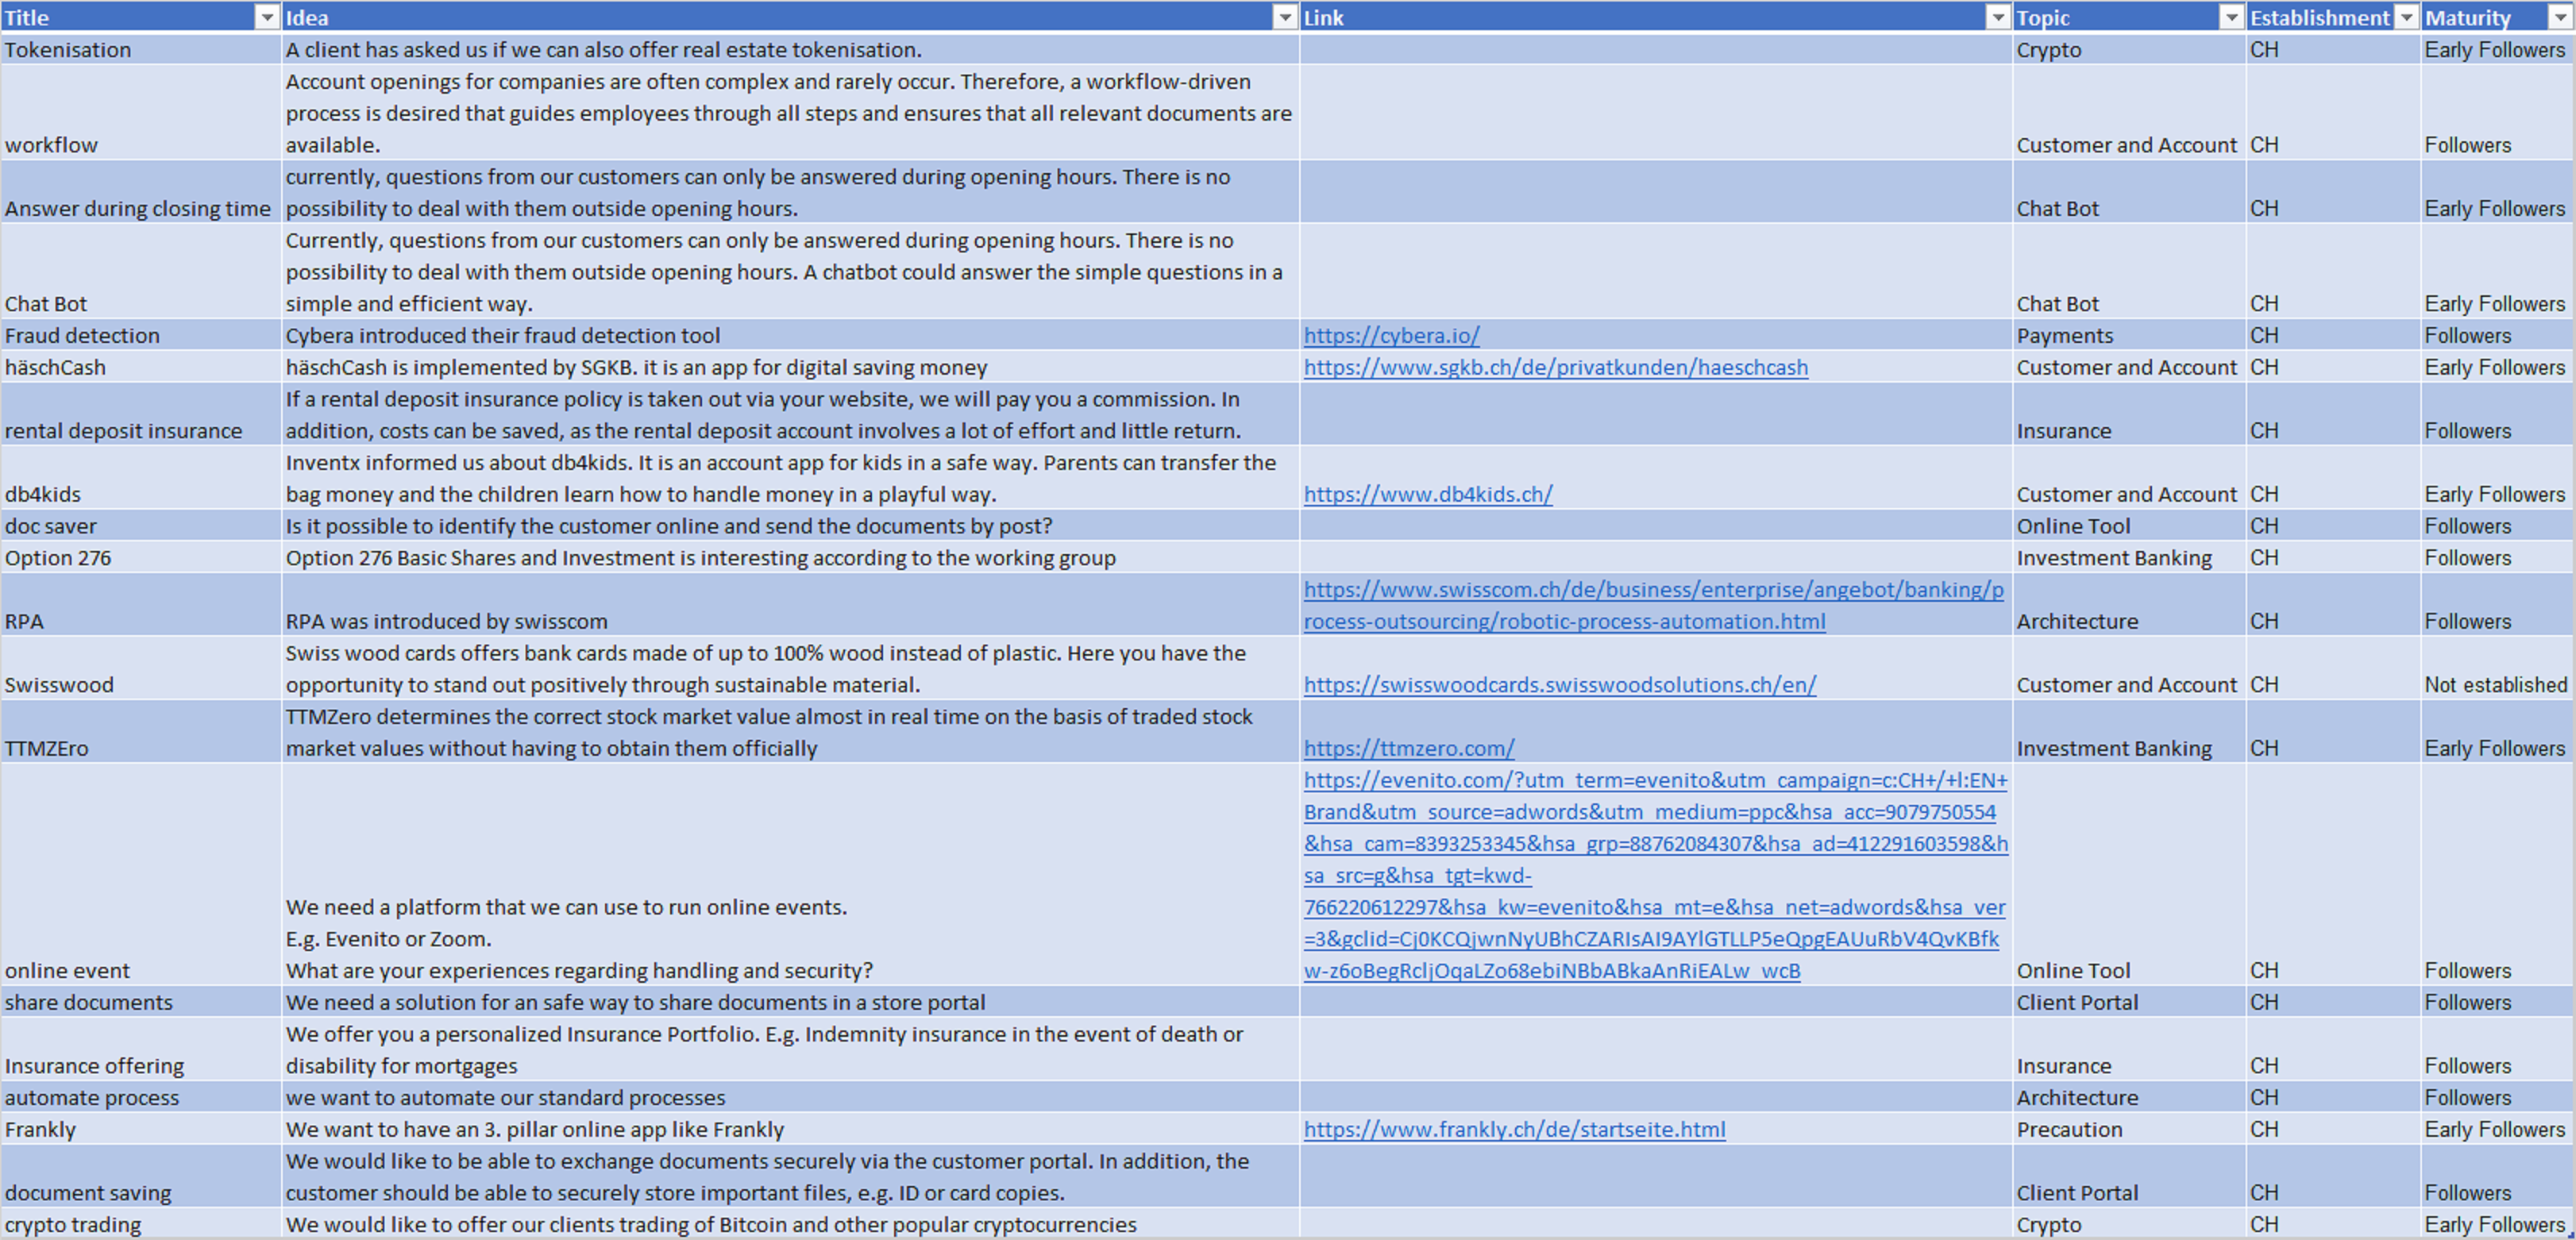 Title Idea Link Topic Establishment Maturity
Tokenisation A client has asked us if we can also offer real estate tokenisation. Crypto CH Early Followers
Account openings for companies are often complex and rarely occur. Therefore, a workflow-driven
process is desired that guides employees through all steps and ensures that all relevant documents are
workflow available. Customer and Account CH Followers
currently, questions from our customers can only be answered during opening hours. There is no
Answer during closing time possibility to deal with them outside opening hours. Chat Bot CH Early Followers
Currently, questions from our customers can only be answered during opening hours. There is no
possibility to deal with them outside opening hours. A chatbot could answer the simple questions in a
Chat Bot simple and efficient way. Chat Bot CH Early Followers
Fraud detection Cybera introduced their fraud detection tool https://cybera.io/ Payments CH Followers
häschCash häschCash is implemented by SGKB. it is an app for digital saving money https://www.sgkb.ch/de/privatkunden/haeschcash Customer and Account CH Early Followers
If a rental deposit insurance policy is taken out via your website, we will pay you a commission. In
rental deposit insurance addition, costs can be saved, as the rental deposit account involves a lot of effort and little return. Insurance CH Followers
Inventx informed us about db4kids. It is an account app for kids in a safe way. Parents can transfer the
db4kids bag money and the children learn how to handle money in a playful way. https://www.db4kids.ch/ Customer and Account CH Early Followers
doc saver Is it possible to identify the customer online and send the documents by post? Online Tool CH Followers
Option 276 Option 276 Basic Shares and Investment is interesting according to the working group Investment Banking CH Followers
https://www.swisscom.ch/de/business/enterprise/angebot/banking/p
RPA RPA was introduced by swisscom rocess-outsourcing/robotic-process-automation.html Architecture CH Followers
Swiss wood cards offers bank cards made of up to 100% wood instead of plastic. Here you have the
Swisswood opportunity to stand out positively through sustainable material. https://swisswoodcards.swisswoodsolutions.ch/en/ Customer and Account CH Not established
TTMZero determines the correct stock market value almost in real time on the basis of traded stock
TTMZEro market values without having to obtain them officially https://ttmzero.com/ Investment Banking CH Early Followers
https://evenito.com/?utm_term=evenito&utm_campaign=c:CH+/+l:EN+
Brand&utm_source=adwords&utm_medium=ppc&hsa_acc=9079750554
&hsa_cam=8393253345&hsa_grp=88762084307&hsa_ad=412291603598&h
sa_src=g&hsa_tgt=kwd-
We need a platform that we can use to run online events. 766220612297&hsa_kw=evenito&hsa_mt=e&hsa_net=adwords&hsa_ver
E.g. Evenito or Zoom. =3&gclid=Cj0KCQjwnNyUBhCZARIsAI9AYlGTLLP5eQpgEAUuRbV4QvKBfk
online event What are your experiences regarding handling and security? w-z6oBegRcljOqaLZo68ebiNBbABkaAnRiEALw_wcB Online Tool CH Followers
share documents We need a solution for an safe way to share documents in a store portal Client Portal CH Followers
We offer you a personalized Insurance Portfolio. E.g. Indemnity insurance in the event of death or
Insurance offering disability for mortgages Insurance CH Followers
automate process we want to automate our standard processes Architecture CH Followers
Frankly We want to have an 3. pillar online app like Frankly https://www.frankly.ch/de/startseite.html Precaution CH Early Followers
We would like to be able to exchange documents securely via the customer portal. In addition, the
document saving customer should be able to securely store important files, e.g. ID or card copies. Client Portal CH Followers
crypto trading We would like to offer our clients trading of Bitcoin and other popular cryptocurrencies Crypto CH Early Followers